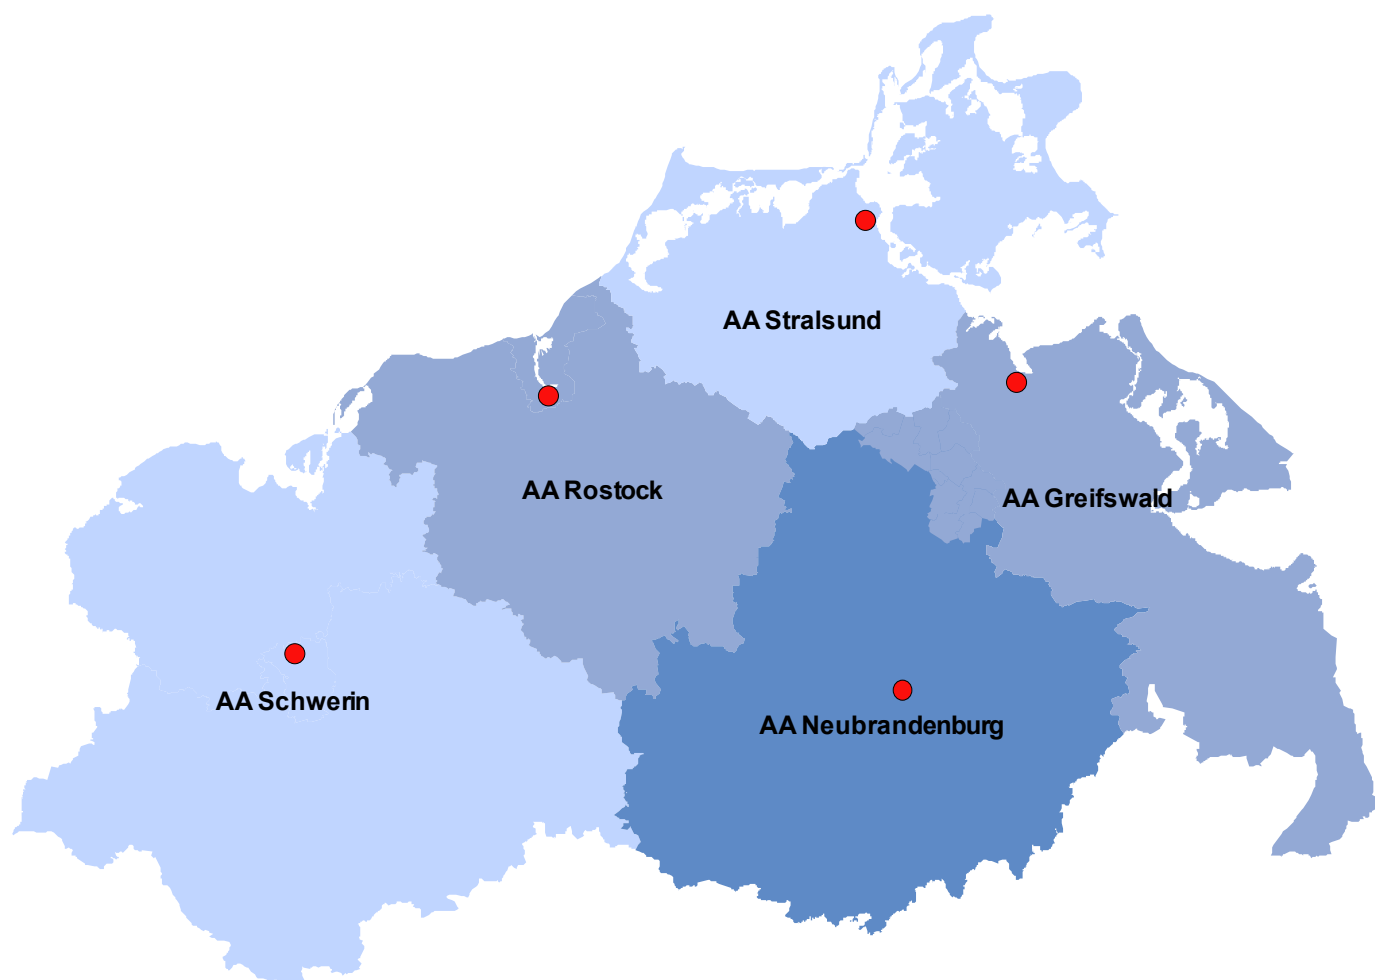 AA Stralsund
AA Rostock
AA Greifswald
AA Schwerin
AA Neubrandenburg